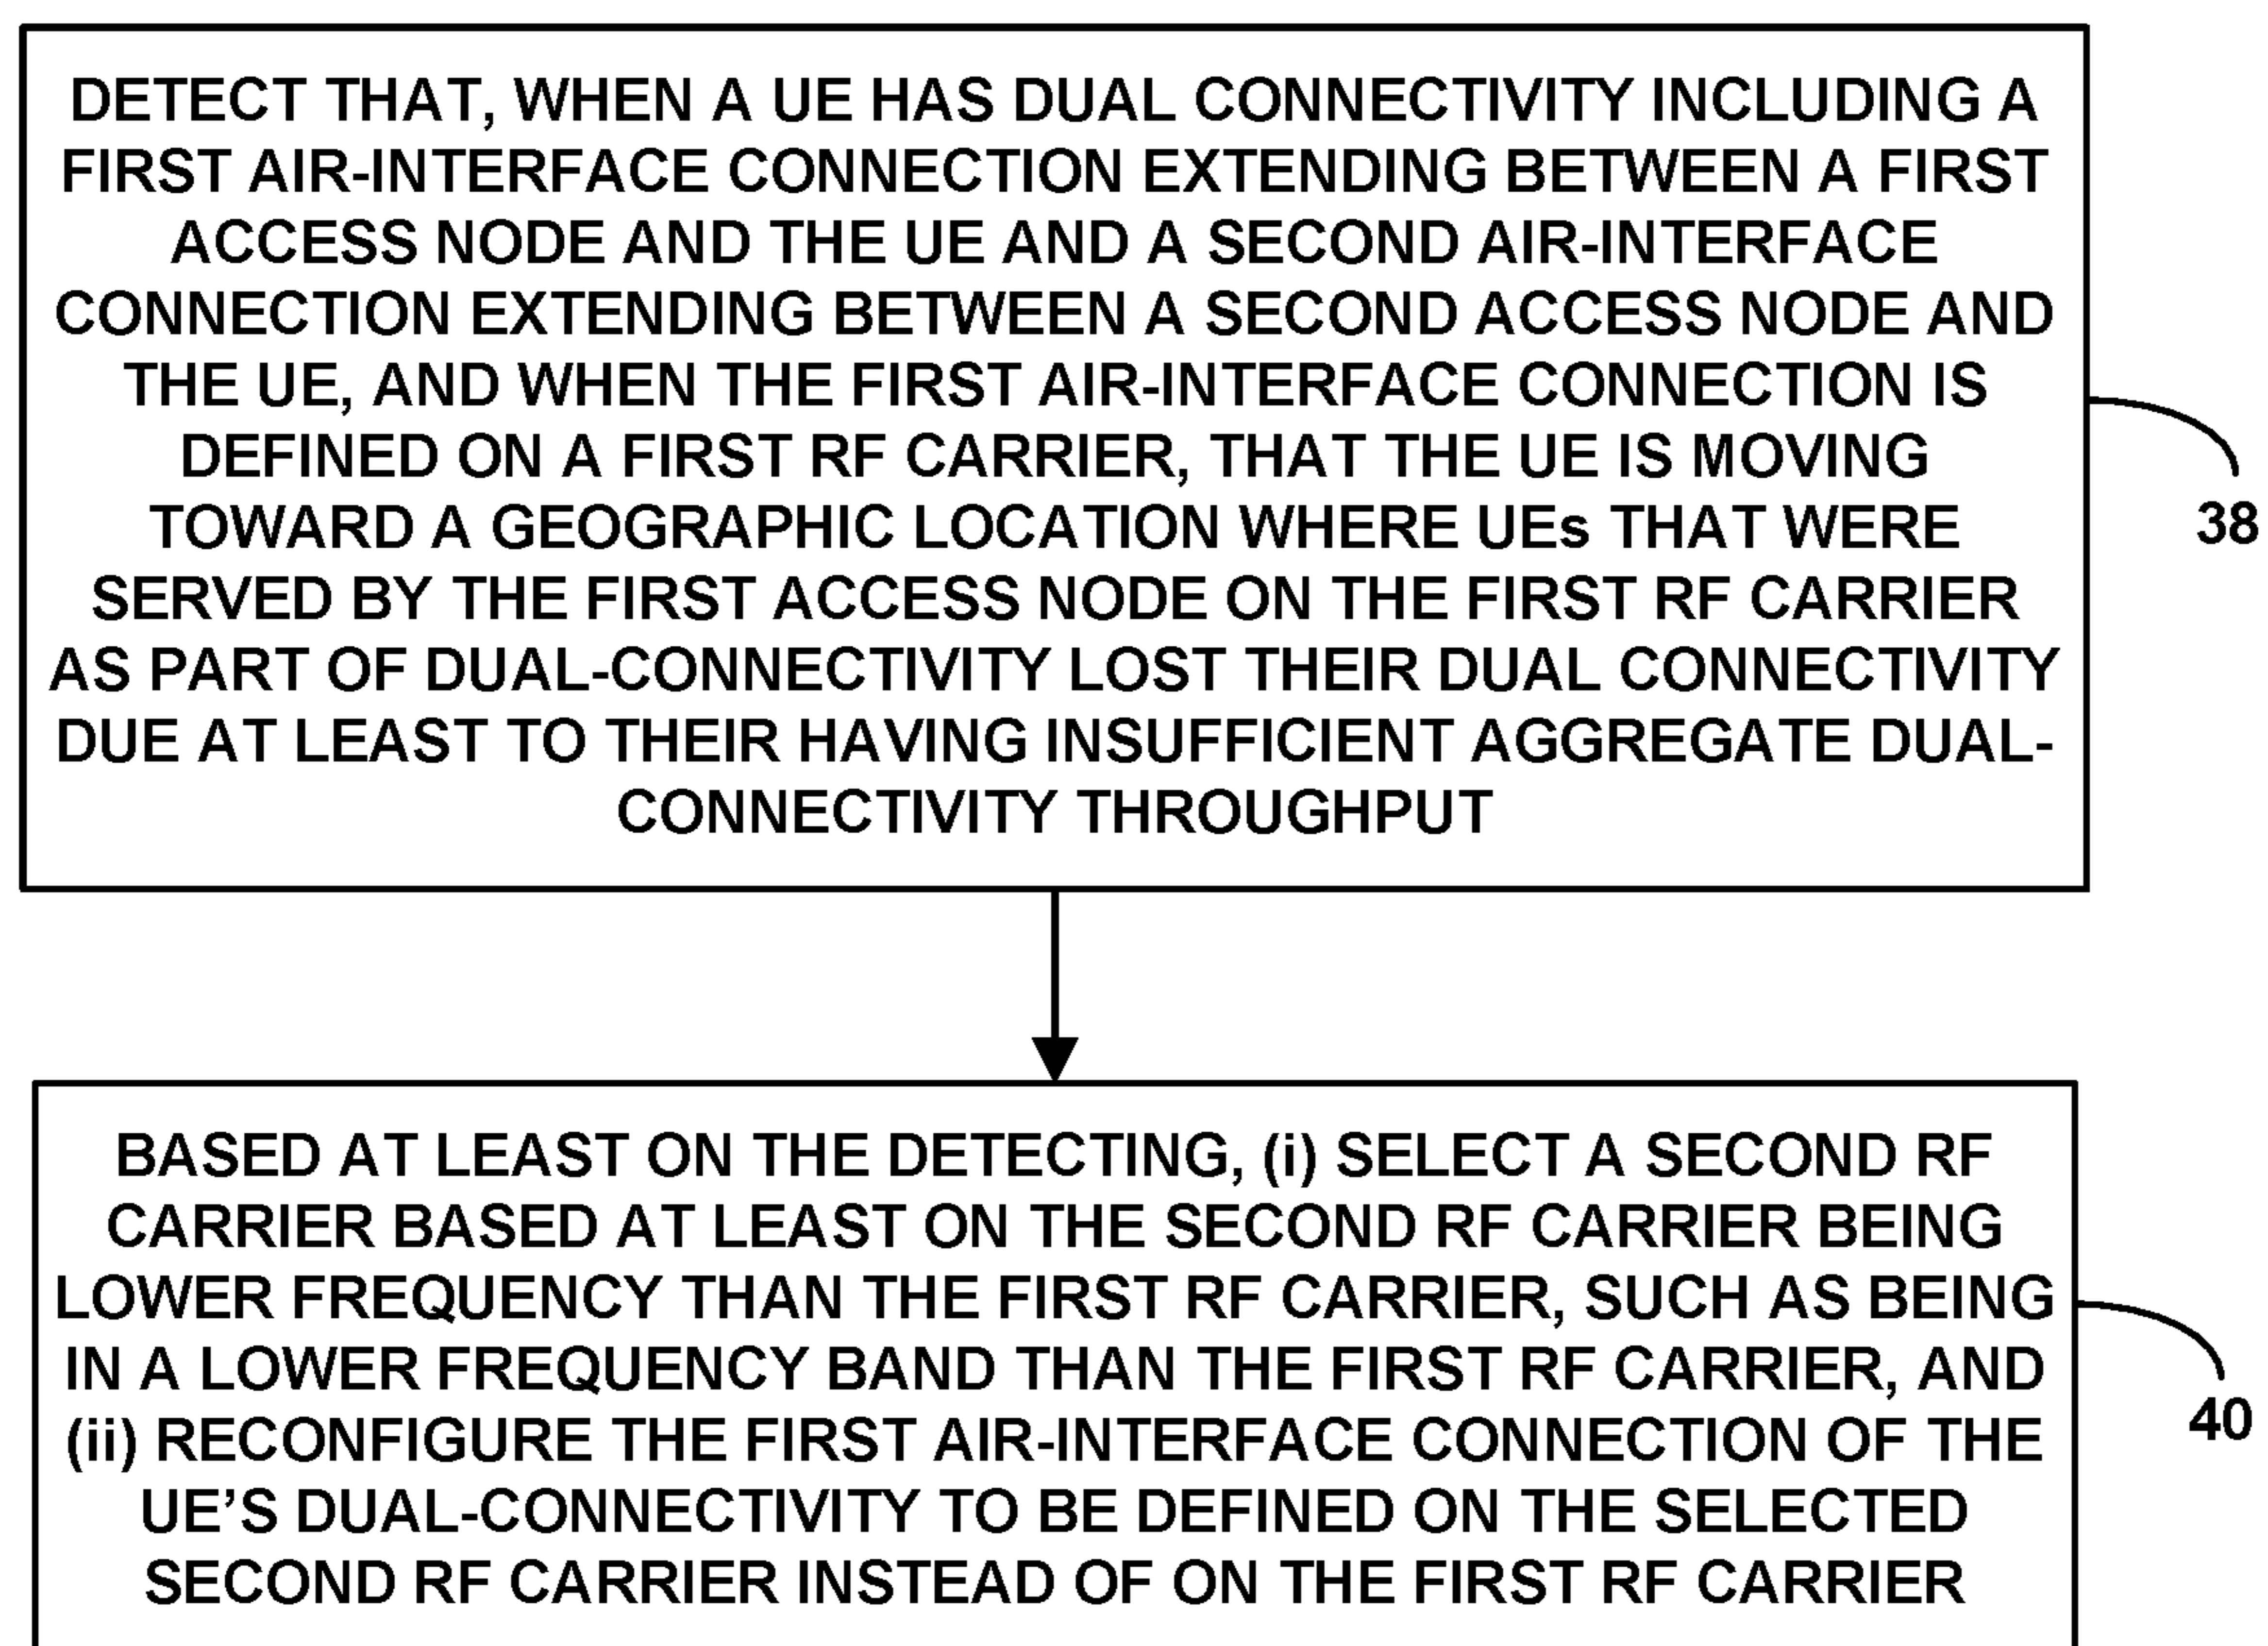 DETECT THAT, WHEN A UE HAS DUAL CONNECTIVITY INCLUDING A
FIRST AIR-INTERFACE CONNECTION EXTENDING BETWEEN A FIRST
ACCESS NODE AND THE UE AND A SECOND AIR-INTERFACE
CONNECTION EXTENDING BETWEEN A SECOND ACCESS NODE AND
THE UE, AND WHEN THE FIRST AIR-INTERFACE CONNECTION IS
DEFINED ON A FIRST RF CARRIER, THAT THE UE IS MOVING
TOWARD A GEOGRAPHIC LOCATION WHERE UEs THAT WERE
SERVED BY THE FIRST ACCESS NODE ON THE FIRST RF CARRIER
AS PART OF DUAL-CONNECTIVITY LOST THEIR DUAL CONNECTIVITY
DUE AT LEAST TO THEIR HAVING INSUFFICIENT AGGREGATE DUAL-
CONNECTIVITY THROUGHPUT
38
BASED AT LEAST ON THE DETECTING, (i) SELECT A SECOND RF
CARRIER BASED AT LEAST ON THE SECOND RF CARRIER BEING
LOWER FREQUENCY THAN THE FIRST RF CARRIER, SUCH AS BEING
IN A LOWER FREQUENCY BAND THAN THE FIRST RF CARRIER, AND
(ii) RECONFIGURE THE FIRST AIR-INTERFACE CONNECTION OF THE
UE’S DUAL-CONNECTIVITY TO BE DEFINED ON THE SELECTED
SECOND RF CARRIER INSTEAD OF ON THE FIRST RF CARRIER
40